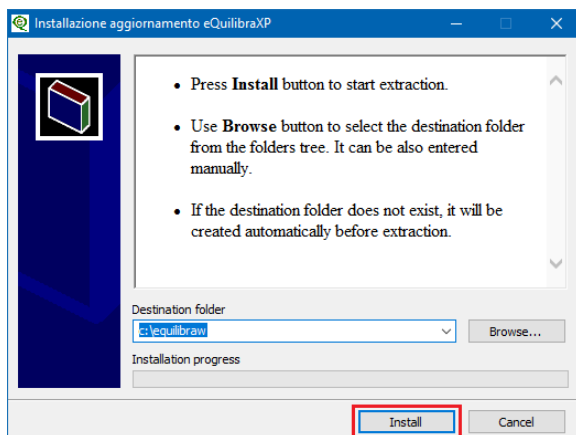 Installazione aggiornamento eQuilibraXP
• Press Install button to start extraction.
• Use Browse button to select the destination folder
from the folders tree. It can be also entered
manually.
• If the destination folder does not exist, it will be
created automatically before extraction.
Destination folder
c:\equilibraw
Browse...
Installation progress
Install
Cancel